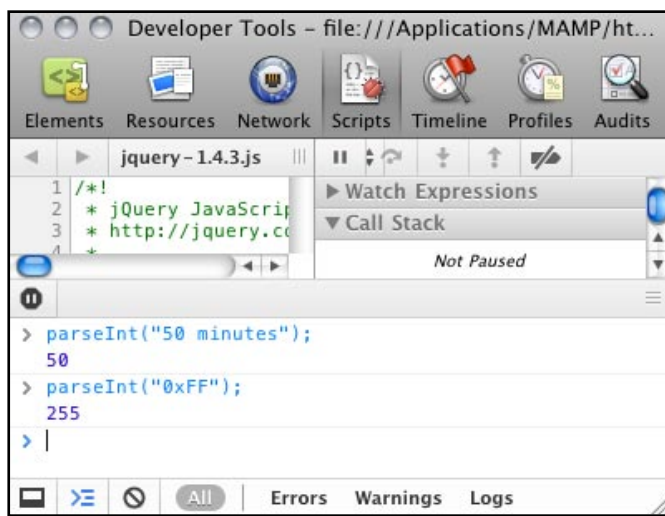 Developer Tools – file:///Applications/MAMP/ht...
Elements Resources Network Scripts Timeline Profiles Audits
jquery-1.4.3.js
1 /*!
2 * jQuery JavaScrip
3 * http://jquery.co
4 *
Watch Expressions
Call Stack
Not Paused
> parseInt("50 minutes");
50
> parseInt("0xFF");
255
>
All Errors Warnings Logs